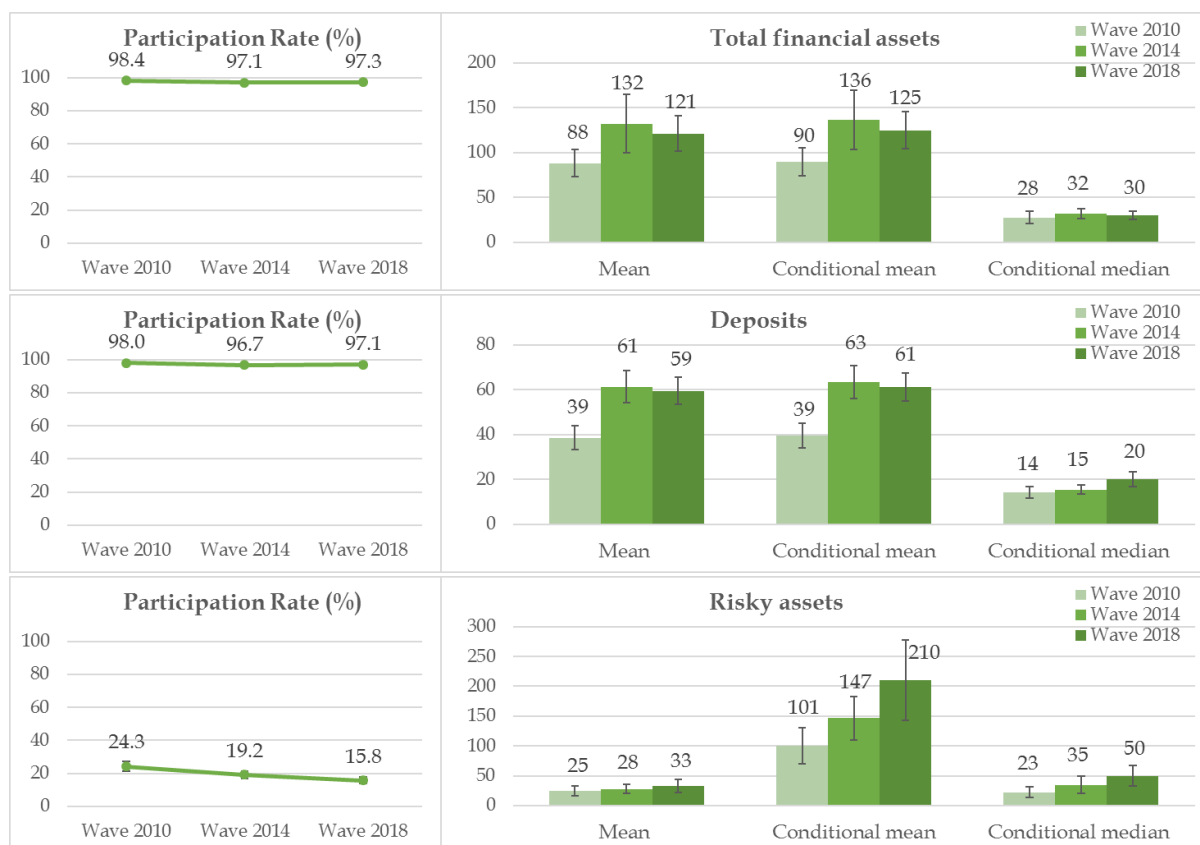 Participation Rate (%)
98.4 97.1 97.3
100
80
60
40
20
0
Wave 2010 Wave 2014 Wave 2018
Total financial assets
Wave 2010
Wave 2014
Wave 2018
200
150
100
50
0
88 132 121
90 136 125
28 32 30
Mean Conditional mean Conditional median
Participation Rate (%)
98.0 96.7 97.1
100
80
60
40
20
0
Wave 2010 Wave 2014 Wave 2018
Deposits
Wave 2010
Wave 2014
Wave 2018
80
60
40
20
0
39 61 59
39 63 61
14 15 20
Mean Conditional mean Conditional median
Participation Rate (%)
100
80
60
40
20
0
24.3 19.2 15.8
Wave 2010 Wave 2014 Wave 2018
Risky assets
Wave 2010
Wave 2014
Wave 2018
300
250
200
150
100
50
0
25 28 33
101 147 210
23 35 50
Mean Conditional mean Conditional median